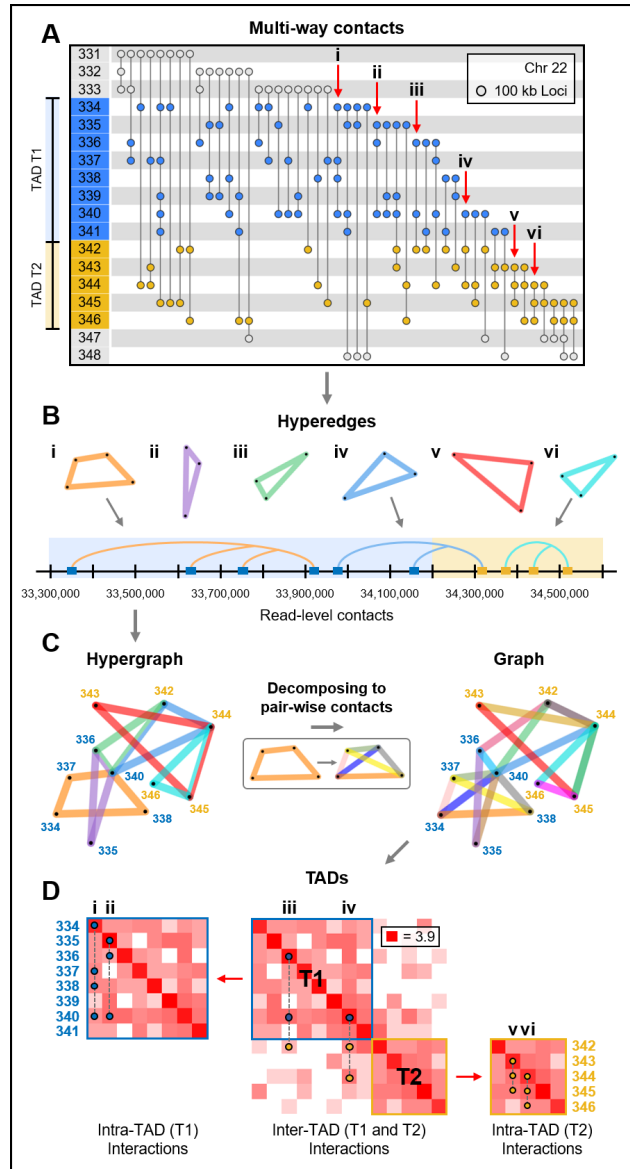 A
Multi-way contacts
i
ii
iii
iv
v
vi
Chr 22
100 kb Loci
331
332
333
334
335
336
337
338
339
340
341
342
343
344
345
346
347
348
TAD T1
TAD T2
B
Hyperedges
i ii iii iv v vi
33,300,000 33,500,000 33,700,000 33,900,000 34,100,000 34,300,000 34,500,000
Read-level contacts
C
Hypergraph
Decomposing to
pair-wise contacts
Graph
343 342 344
336
337 340
346
334 338 345
335
343 342 344
336
337 340
346
334 338 345
335
D
TADs
i ii
334
335
336
337
338
339
340
341
iii iv
= 3.9
T1
T2
v vi
342
343
344
345
346
Intra-TAD (T1)
Interactions
Inter-TAD (T1 and T2)
Interactions
Intra-TAD (T2)
Interactions